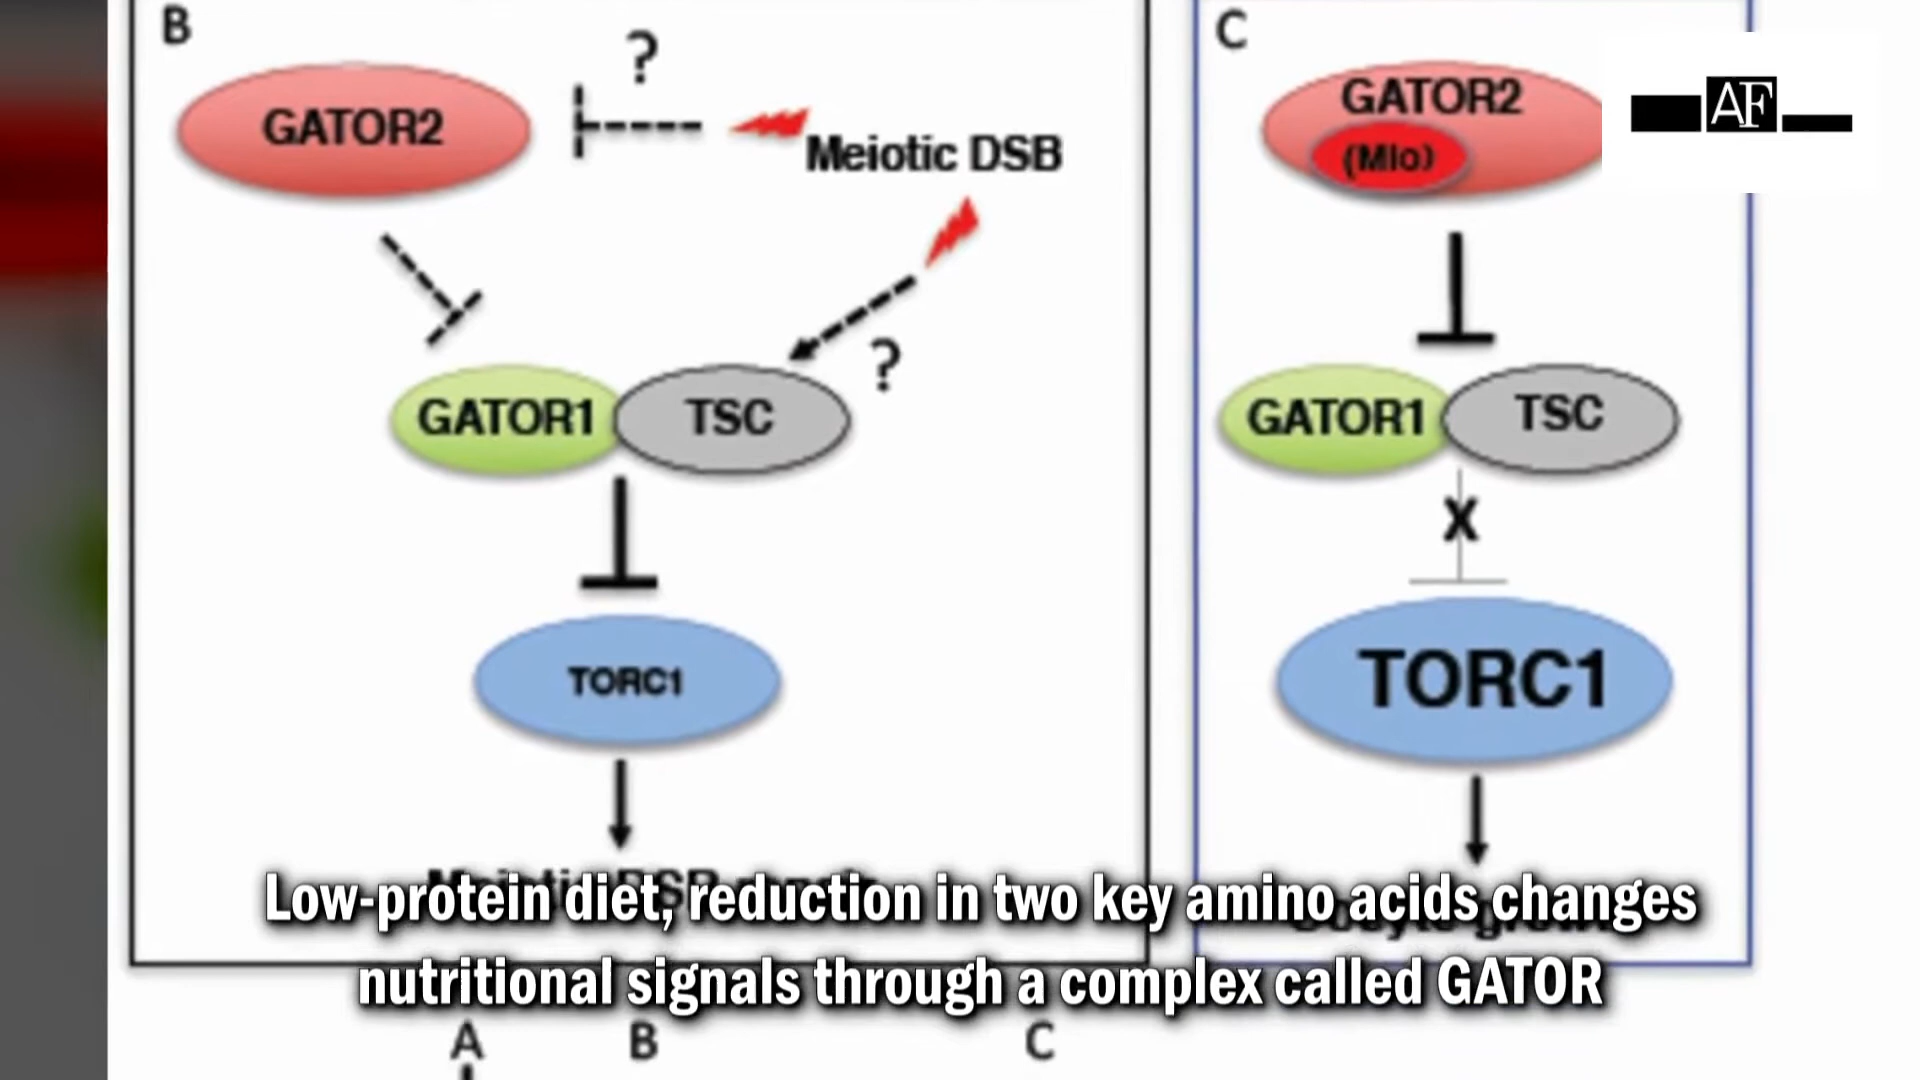 B
?
GATOR2
Meiotic DSB
GATOR1
TSC
?
TORC1
C
GATOR2
(Mio)
AF
GATOR1
TSC
X
TORC1
Low-protein diet, reduction in two key amino acids changes
nutritional signals through a complex called GATOR
A B C